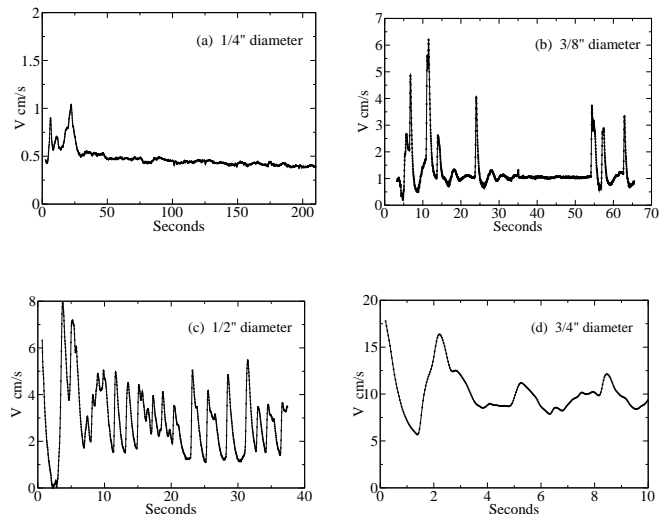 2
1.5
1
0.5
0
V cm/s
(a) 1/4" diameter
0 50 100 150 200
Seconds
7
6
5
4
3
2
1
0
V cm/s
(b) 3/8" diameter
0 10 20 30 40 50 60 70
Seconds
8
6
4
2
0
V cm/s
(c) 1/2" diameter
0 10 20 30 40
Seconds
20
15
10
5
0
V cm/s
(d) 3/4" diameter
0 2 4 6 8 10
Seconds